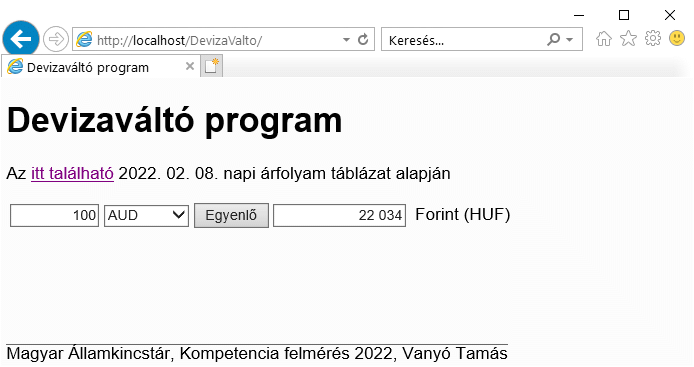 http://localhost/DevizaValto/
Keresés...
Devizaváltó program
Devizaváltó program
Az itt található 2022. 02. 08. napi árfolyam táblázat alapján
100 AUD Egyenlő 22 034 Forint (HUF)
Magyar Államkincstár, Kompetencia felmérés 2022, Vanyó Tamás